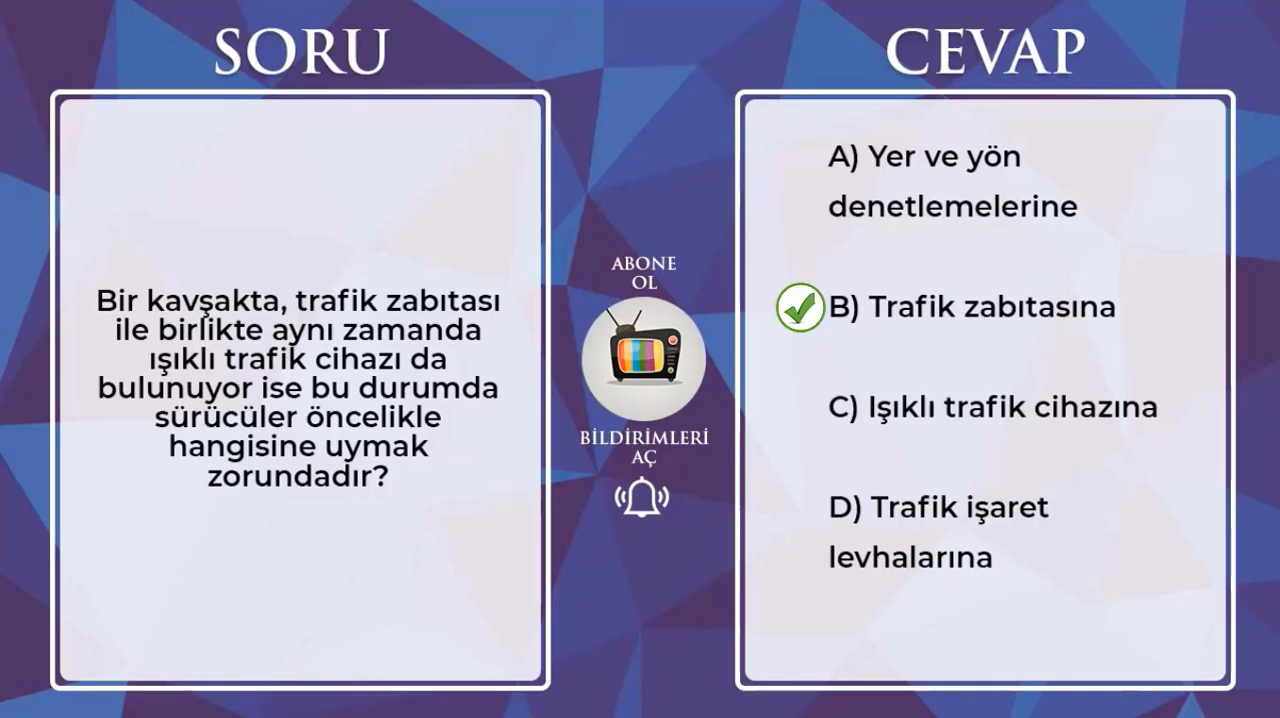 SORU
Bir kavşakta, trafik zabıtası
ile birlikte aynı zamanda
ışıklı trafik cihazı da
bulunuyor ise bu durumda
sürücüler öncelikle
hangisine uymak
zorundadır?
ABONE
OL
BİLDİRİMLERİ
AÇ
CEVAP
A) Yer ve yön
denetlemelerine
B) Trafik zabıtasına
C) Işıklı trafik cihazına
D) Trafik işaret
levhalarına